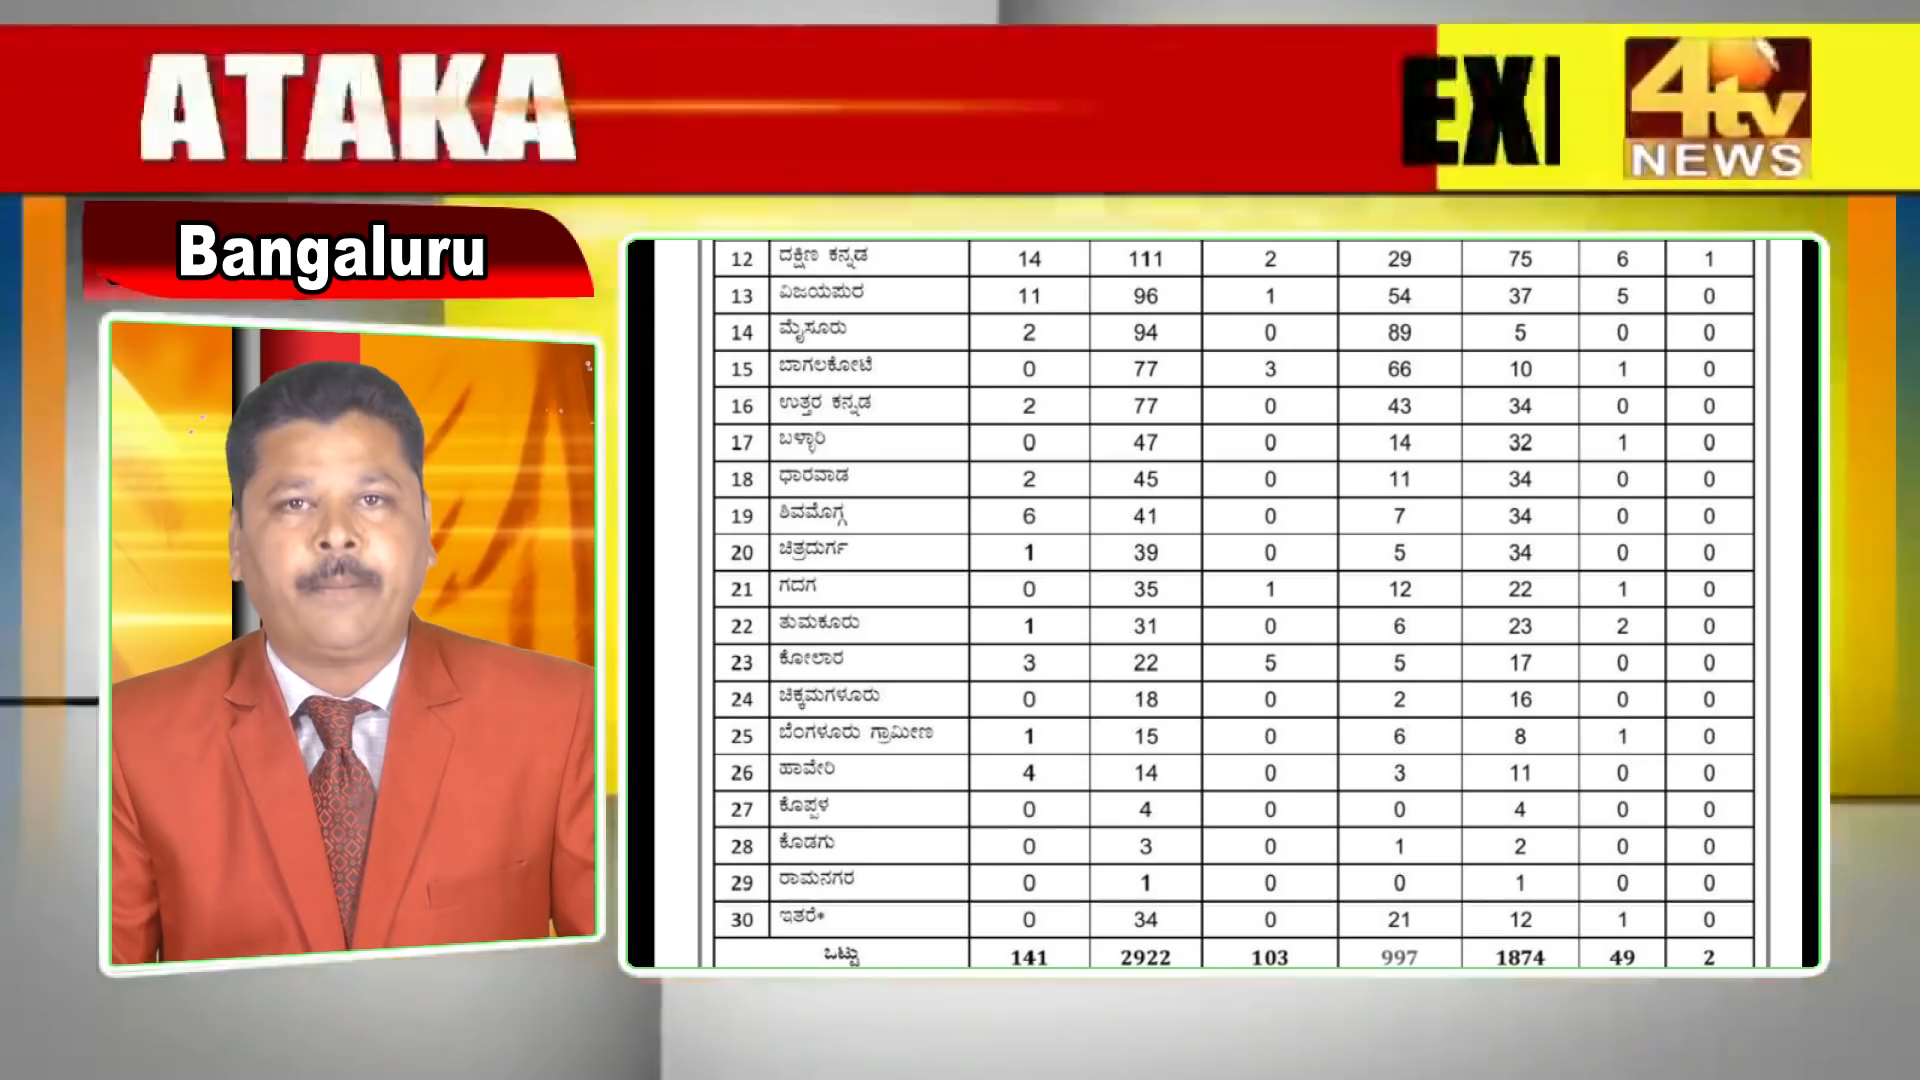 ATAKA EXI
4tv
NEWS
Bangaluru
12 ದಕ್ಷಿಣ ಕನ್ನಡ 14 111 2 29 75 6 1
13 ವಿಜಯಪುರ 11 96 1 54 37 5 0
14 ಮೈಸೂರು 2 94 0 89 5 0 0
15 ಬಾಗಲಕೋಟೆ 0 77 3 66 10 1 0
16 ಉತ್ತರ ಕನ್ನಡ 2 77 0 43 34 0 0
17 ಬಳ್ಳಾರಿ 0 47 0 14 32 1 0
18 ಧಾರವಾಡ 2 45 0 11 34 0 0
19 ಶಿವಮೊಗ್ಗ 6 41 0 7 34 0 0
20 ಚಿತ್ರದುರ್ಗ 1 39 0 5 34 0 0
21 ಗದಗ 0 35 1 12 22 1 0
22 ತುಮಕೂರು 1 31 0 6 23 2 0
23 ಕೋಲಾರ 3 22 5 5 17 0 0
24 ಚಿಕ್ಕಮಗಳೂರು 0 18 0 2 16 0 0
25 ಬೆಂಗಳೂರು ಗ್ರಾಮೀಣ 1 15 0 6 8 1 0
26 ಹಾವೇರಿ 4 14 0 3 11 0 0
27 ಕೊಪ್ಪಳ 0 4 0 0 4 0 0
28 ಕೊಡಗು 0 3 0 1 2 0 0
29 ರಾಮನಗರ 0 1 0 0 1 0 0
30 ಇತರೆ* 0 34 0 21 12 1 0
ಒಟ್ಟು 141 2922 103 997 1874 49 2